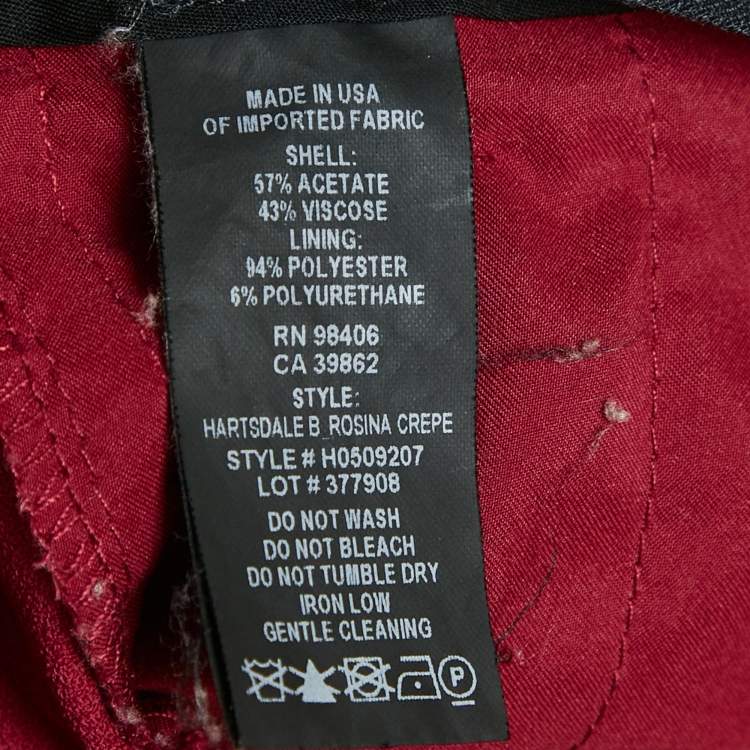 MADE IN USA
OF IMPORTED FABRIC
SHELL:
57% ACETATE
43% VISCOSE
LINING:
94% POLYESTER
6% POLYURETHANE
RN 98406
CA 39862
STYLE:
HARTSDALE B_ROSINA CREPE
STYLE # H0509207
LOT # 377908
DO NOT WASH
DO NOT BLEACH
DO NOT TUMBLE DRY
IRON LOW
GENTLE CLEANING
P